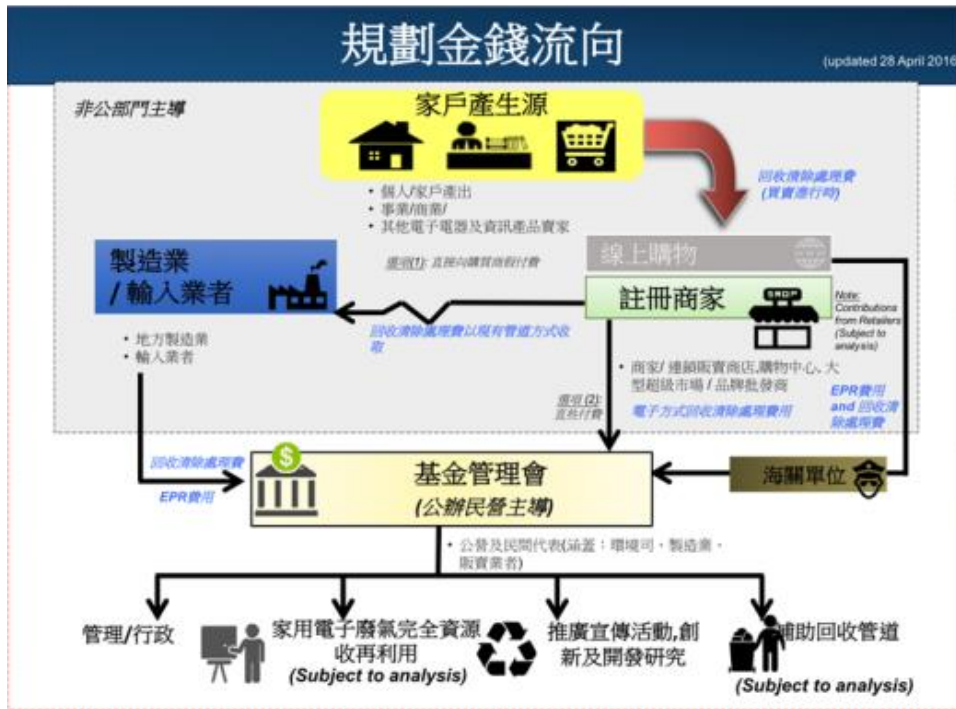 規劃金錢流向
(updated 28 April 2016
非公部門主導
家戶產生源
• 個人/家戶產出
• 事業/商業/
• 其他電子電器及資訊產品賣家
回收清除處理費
(買賣進行時)
選項(1): 直接向購買商假付費
線上購物
製造業
/ 輸入業者
註冊商家
SHOP
Note:
Contributions
from Retailers
(Subject to
analysis)
回收清除處理費以現有管道方式收
取
• 地方製造業
• 輸入業者
• 商家/ 連鎖販賣商店,購物中心, 大
型超級市場 / 品牌批發商
選項 (2):
直接付費
電子方式回收清除處理費用
EPR費用
and 回收清
除處理費
回收清除處理費
EPR費用
$
基金管理會
(公辦民營主導)
海關單位
• 公營及民間代表(涵蓋：環境司、製造業、
販賣業者)
管理/行政
家用電子廢氣完全資源
收再利用
(Subject to analysis)
推廣宣傳活動,創
新及開發研究
補助回收管道
(Subject to analysis)